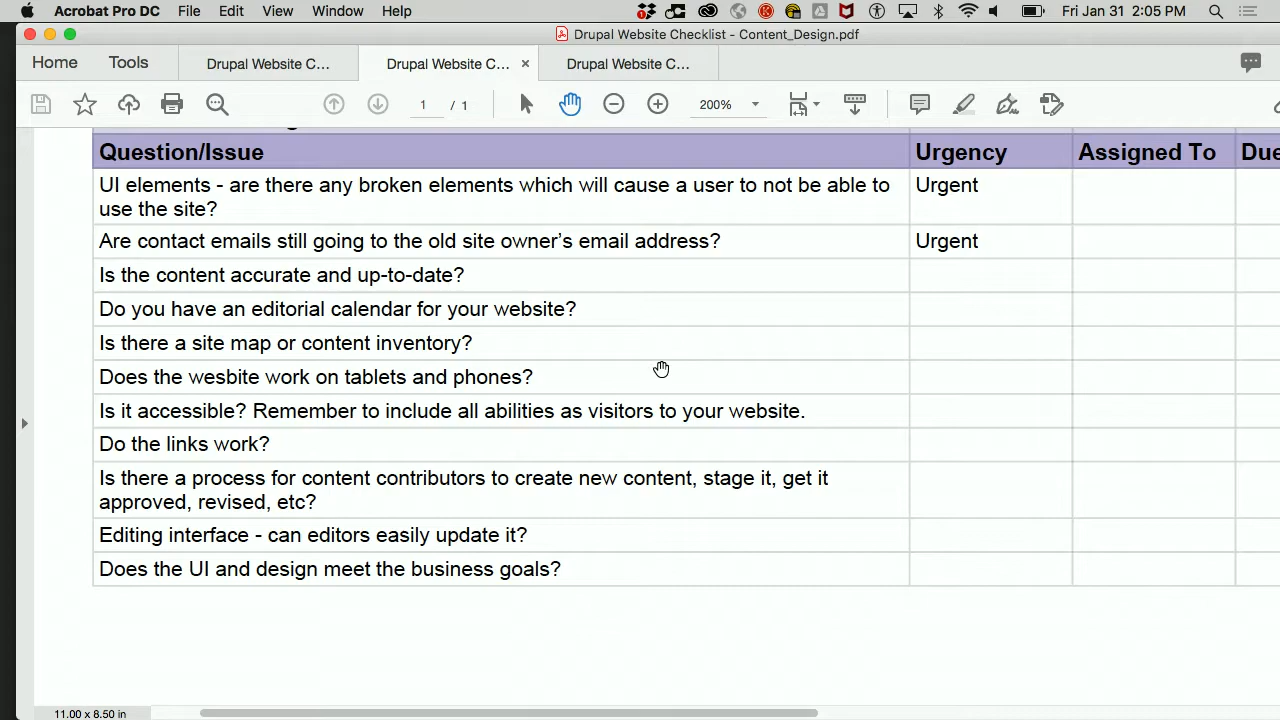 Acrobat Pro DC File Edit View Window Help Fri Jan 31 2:05 PM
Drupal Website Checklist - Content_Design.pdf
Home Tools Drupal Website C... Drupal Website C... × Drupal Website C...
1 / 1 200%
Question/Issue Urgency Assigned To Due
UI elements - are there any broken elements which will cause a user to not be able to Urgent
use the site?
Are contact emails still going to the old site owner's email address? Urgent
Is the content accurate and up-to-date?
Do you have an editorial calendar for your website?
Is there a site map or content inventory?
Does the wesbite work on tablets and phones?
Is it accessible? Remember to include all abilities as visitors to your website.
Do the links work?
Is there a process for content contributors to create new content, stage it, get it
approved, revised, etc?
Editing interface - can editors easily update it?
Does the UI and design meet the business goals?
11.00 x 8.50 in